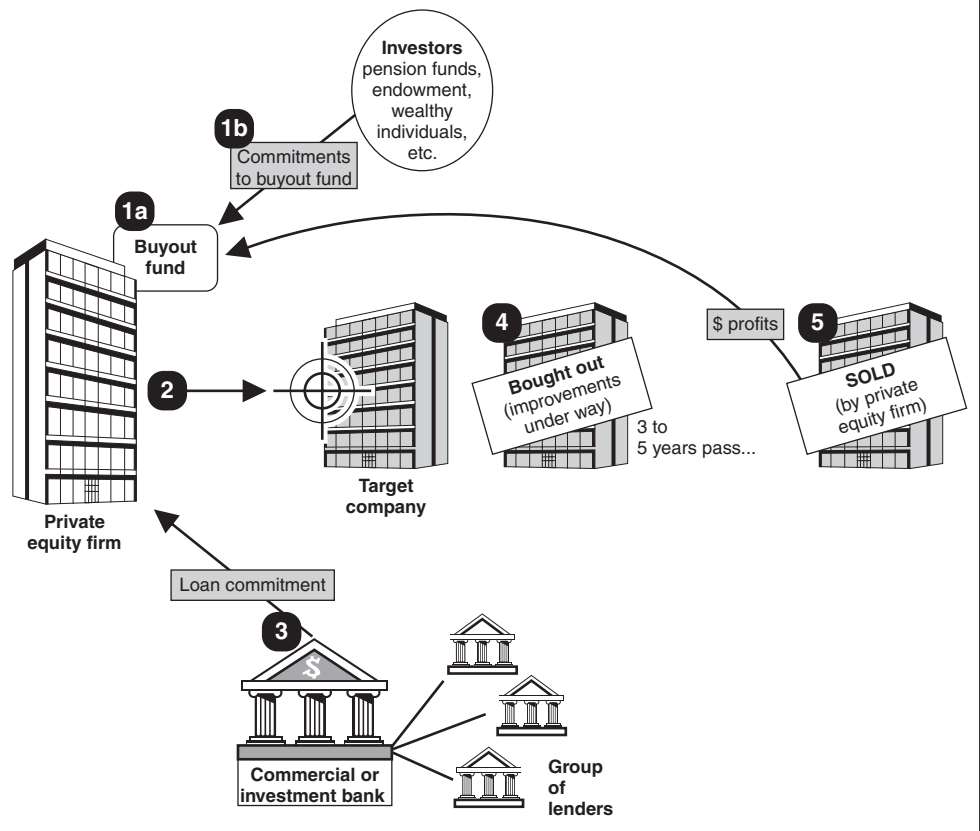 Investors
pension funds,
endowment,
wealthy
individuals,
etc.
1b
Commitments
to buyout fund
1a
Buyout
fund
Private
equity firm
2
Target
company
4
Bought out
(improvements
under way)
3 to
5 years pass...
$ profits
5
SOLD
(by private
equity firm)
Loan commitment
3
$
Commercial or
investment bank
Group
of
lenders